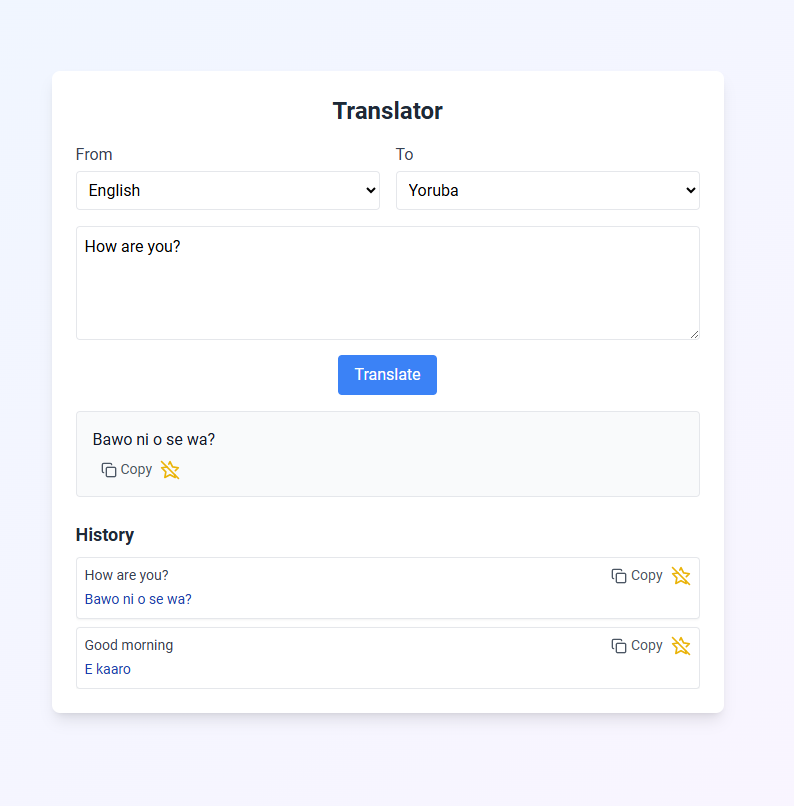 Translator
From To
English Yoruba
How are you?
Translate
Bawo ni o se wa?
Copy
History
How are you? Copy
Bawo ni o se wa?
Good morning Copy
E kaaro